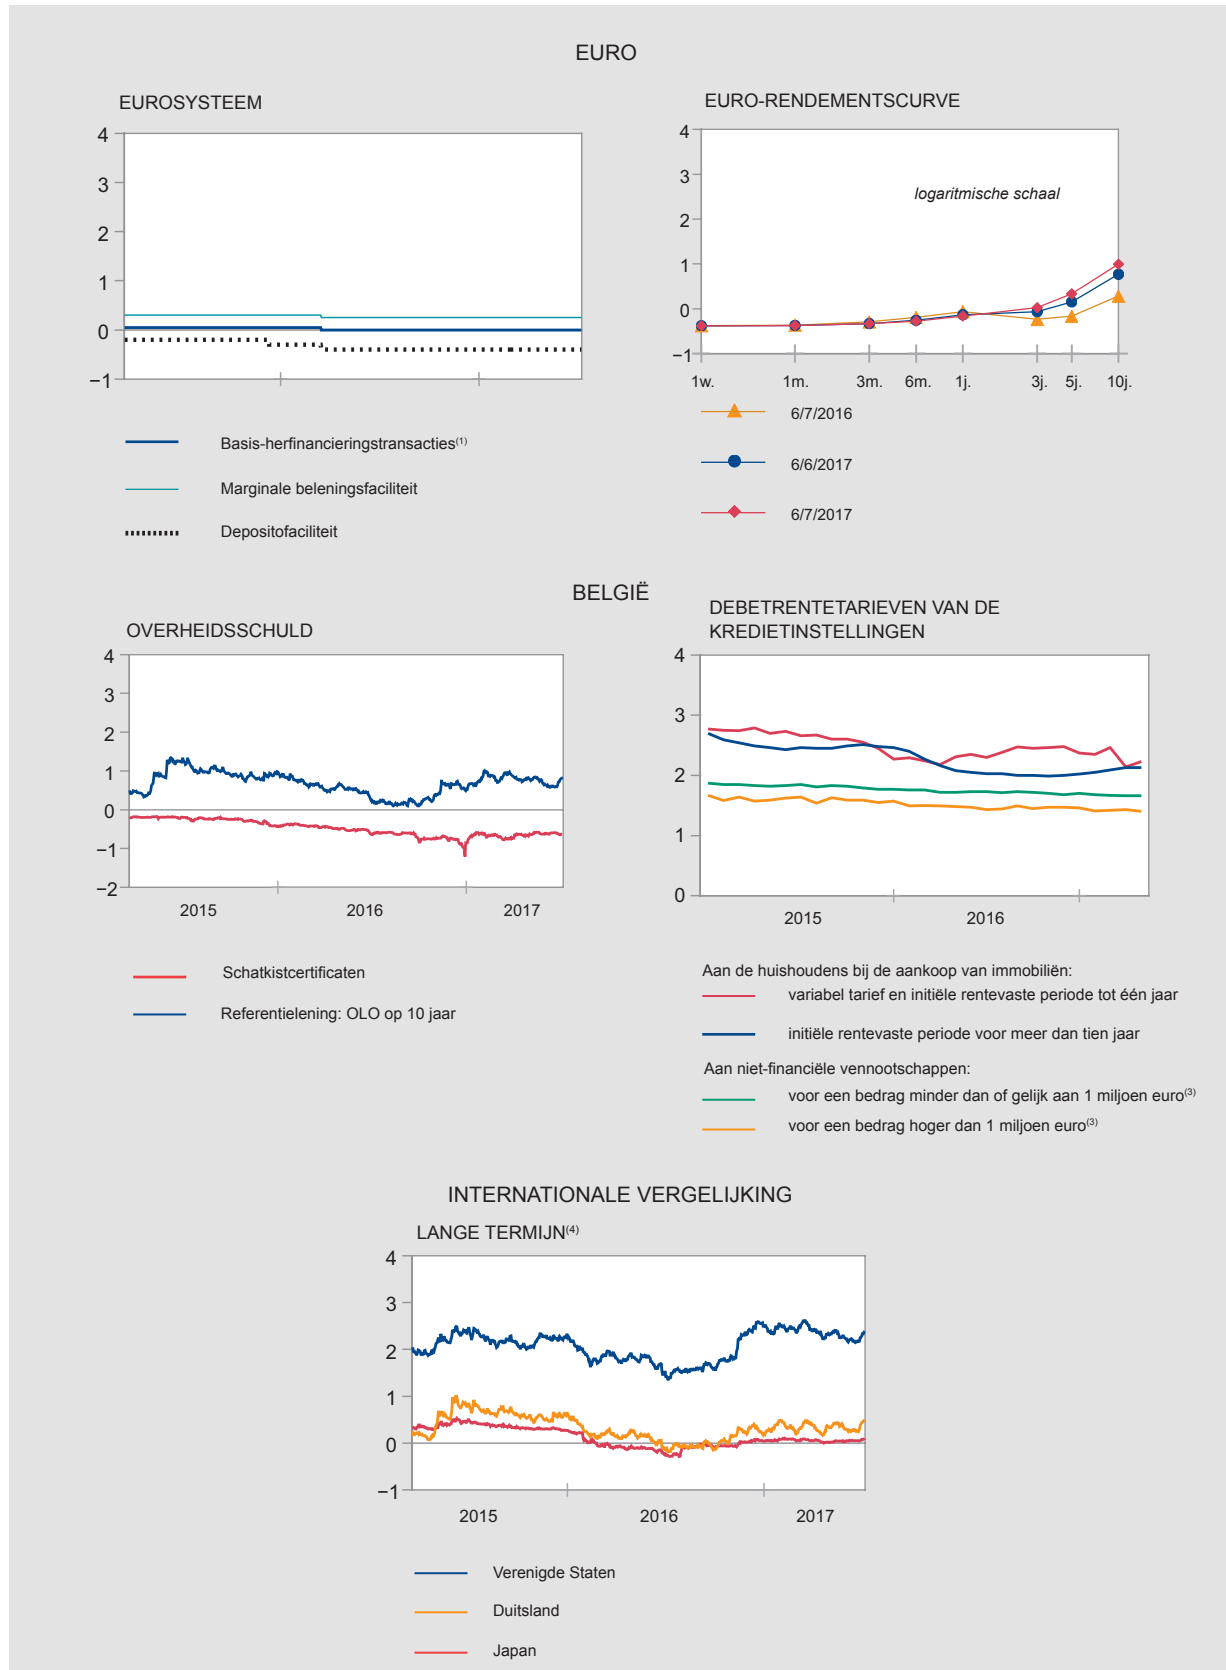 EURO
EUROSYSTEEM
4
3
2
1
0
−1
Basis-herfinancieringstransacties(1)
Marginale beleningsfaciliteit
Depositofaciliteit
EURO-RENDEMENTSCURVE
4
3
2
1
0
−1
logaritmische schaal
1w. 1m. 3m. 6m. 1j. 3j. 5j. 10j.
6/7/2016
6/6/2017
6/7/2017
BELGIË
OVERHEIDSSCHULD
4
3
2
1
0
−1
−2
2015 2016 2017
Schatkistcertificaten
Referentielening: OLO op 10 jaar
DEBETRENTETARIEVEN VAN DE
KREDIETINSTELLINGEN
4
3
2
1
0
2015 2016
Aan de huishoudens bij de aankoop van immobiliën:
variabel tarief en initiële rentevaste periode tot één jaar
initiële rentevaste periode voor meer dan tien jaar
Aan niet-financiële vennootschappen:
voor een bedrag minder dan of gelijk aan 1 miljoen euro(3)
voor een bedrag hoger dan 1 miljoen euro(3)
INTERNATIONALE VERGELIJKING
LANGE TERMIJN(4)
4
3
2
1
0
−1
2015 2016 2017
Verenigde Staten
Duitsland
Japan